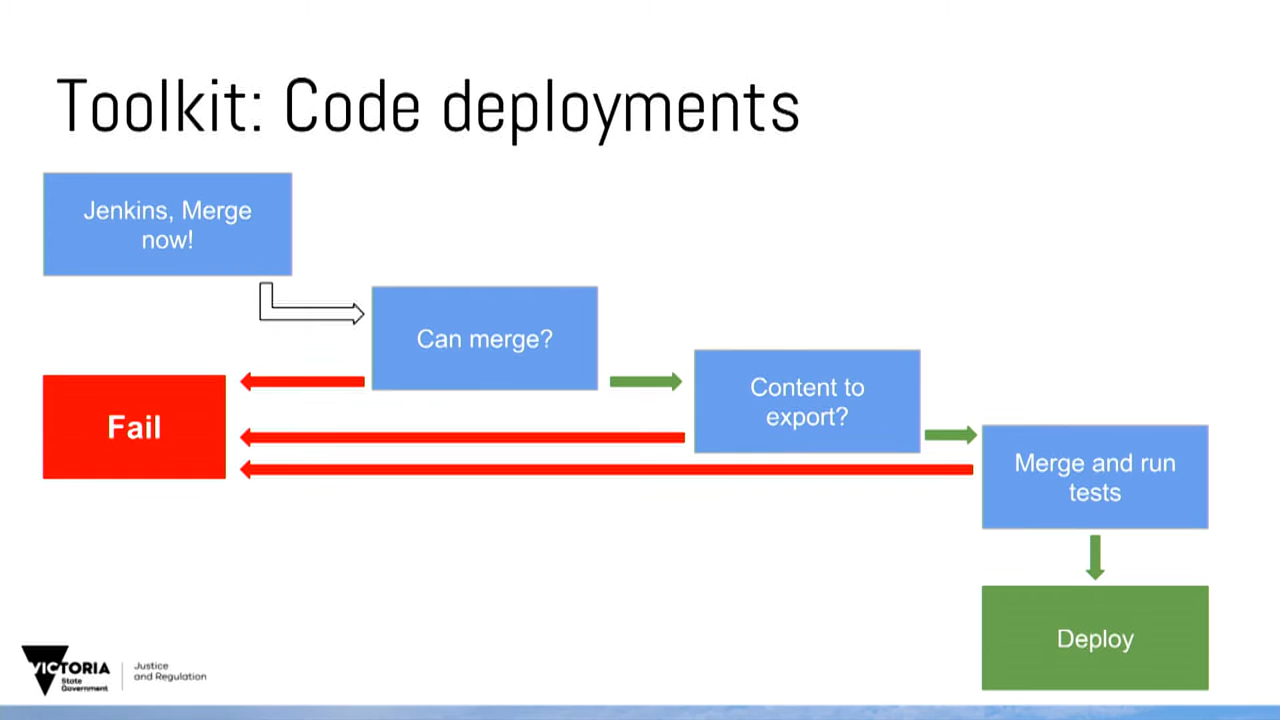 Toolkit: Code deployments
Jenkins, Merge
now!
Can merge?
Content to
export?
Fail
Merge and run
tests
Deploy
VICTORIA
State
Government
Justice
and Regulation